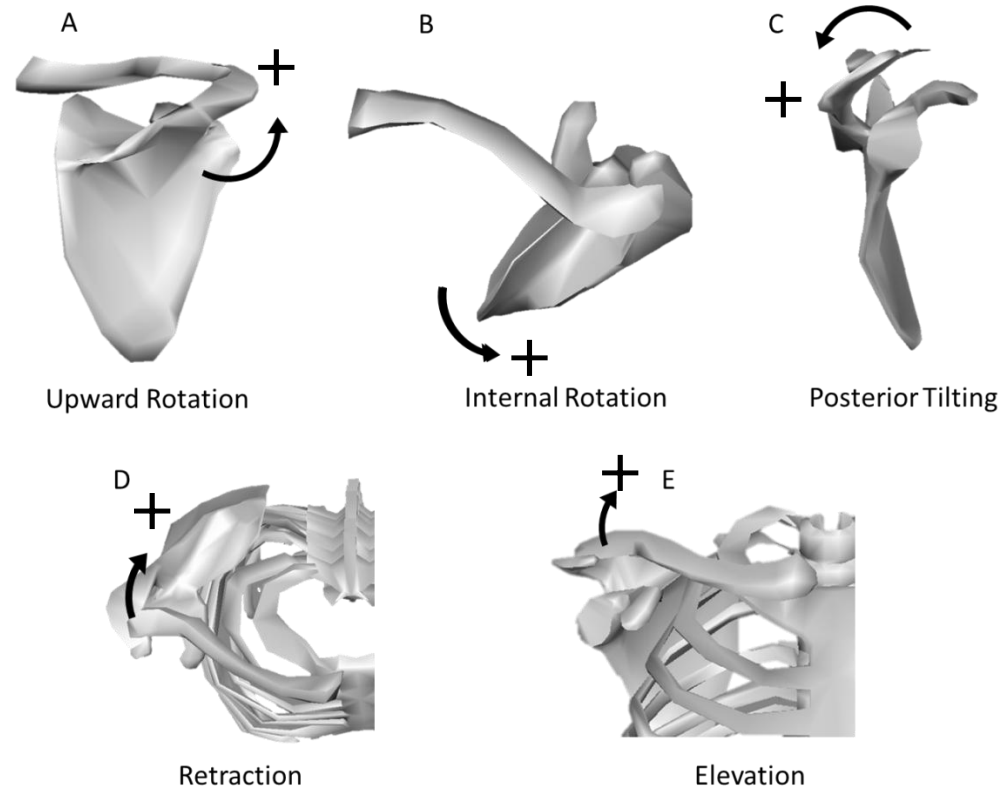 A
B
C
+
+
+
Upward Rotation
Internal Rotation
Posterior Tilting
D
E
+
+
Retraction
Elevation